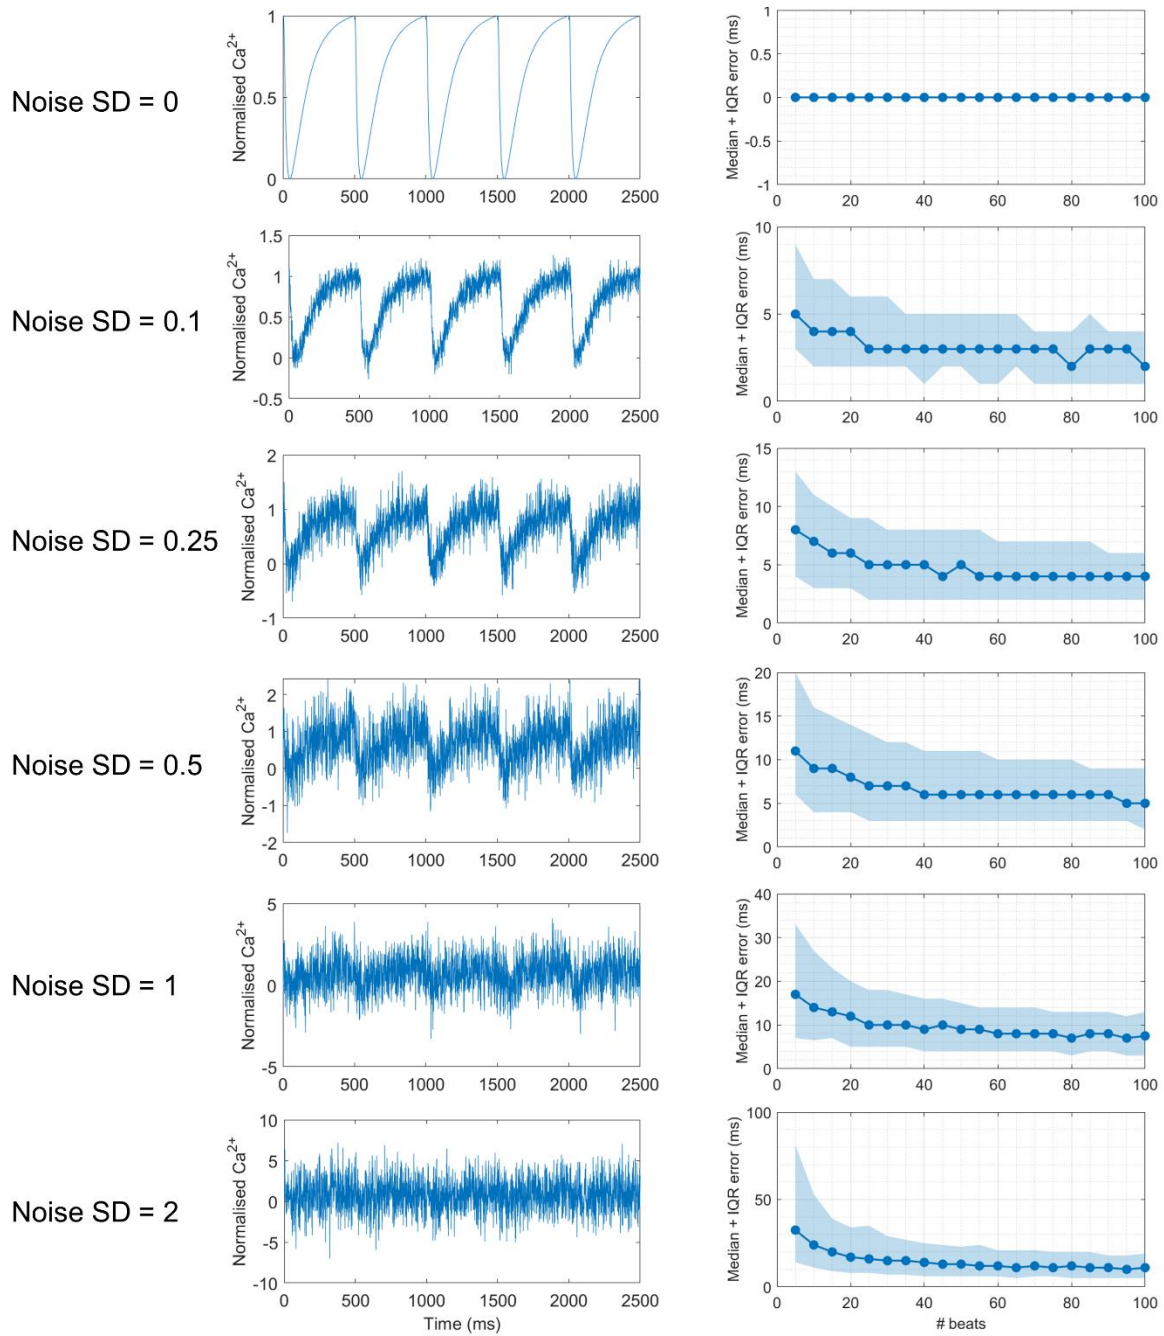 Noise SD = 0
Normalised Ca2+
1
0.5
0
0 500 1000 1500 2000 2500
Median + IQR error (ms)
1
0.5
0
-0.5
-1
0 20 40 60 80 100
Noise SD = 0.1
Normalised Ca2+
1.5
1
0.5
0
-0.5
0 500 1000 1500 2000 2500
Median + IQR error (ms)
10
5
0
0 20 40 60 80 100
Noise SD = 0.25
Normalised Ca2+
2
1
0
-1
0 500 1000 1500 2000 2500
Median + IQR error (ms)
15
10
5
0
0 20 40 60 80 100
Noise SD = 0.5
Normalised Ca2+
2
1
0
-1
-2
0 500 1000 1500 2000 2500
Median + IQR error (ms)
20
15
10
5
0
0 20 40 60 80 100
Noise SD = 1
Normalised Ca2+
5
0
-5
0 500 1000 1500 2000 2500
Median + IQR error (ms)
40
30
20
10
0
0 20 40 60 80 100
Noise SD = 2
Normalised Ca2+
10
5
0
-5
-10
0 500 1000 1500 2000 2500
Time (ms)
Median + IQR error (ms)
100
50
0
0 20 40 60 80 100
# beats